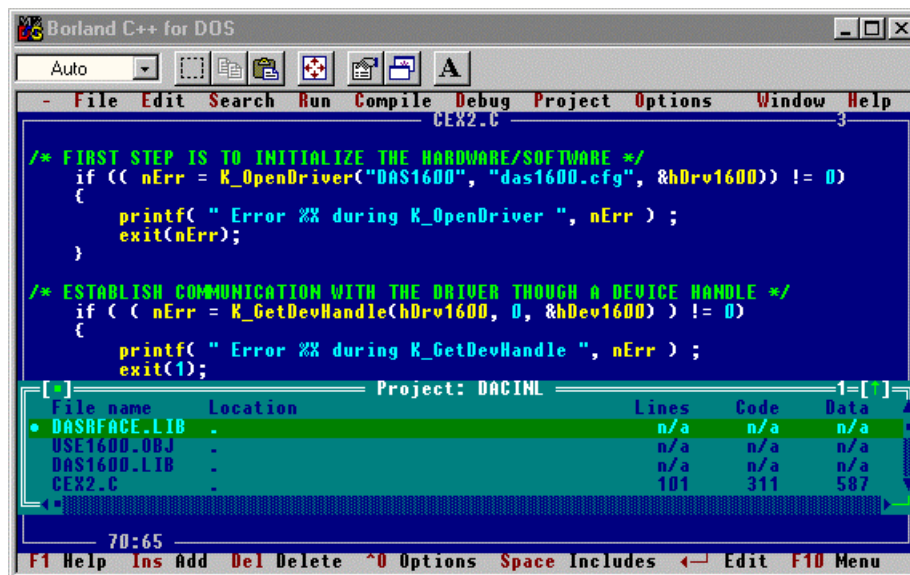 Borland C++ for DOS
Auto
A
- File Edit Search Run Compile Debug Project Options Window Help
CEX2.C 3
/* FIRST STEP IS TO INITIALIZE THE HARDWARE/SOFTWARE */
if (( nErr = K_OpenDriver("DAS1600", "das1600.cfg", &hDrv1600)) != 0)
{
printf( " Error %X during K_OpenDriver ", nErr ) ;
exit(nErr);
}
/* ESTABLISH COMMUNICATION WITH THE DRIVER THOUGH A DEVICE HANDLE */
if ( ( nErr = K_GetDevHandle(hDrv1600, 0, &hDev1600) ) != 0)
{
printf( " Error %X during K_GetDevHandle ", nErr ) ;
exit(1);
[▪] Project: DACINL 1=[↑]
File name Location Lines Code Data
• DASRFACE.LIB . n/a n/a n/a
USE1600.OBJ . n/a n/a n/a
DAS1600.LIB . n/a n/a n/a
CEX2.C . 101 311 587
70:65
F1 Help Ins Add Del Delete ^O Options Space Includes ←┘ Edit F10 Menu